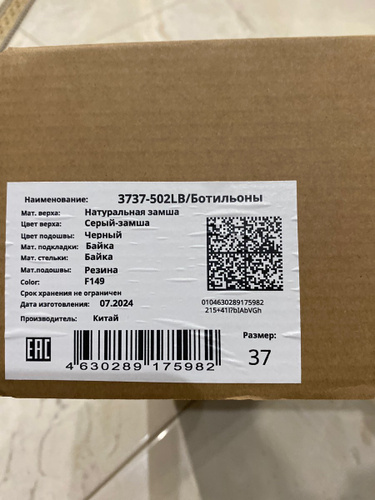 Наименование: 3737-502LB/Ботильоны
Мат. верха: Натуральная замша
Цвет верха: Серый-замша
Цвет подошвы: Черный
Мат. подкладки: Байка
Мат. стельки: Байка
Мат.подошвы: Резина
Color: F149
Срок хранения не ограничен
Дата изготовления: 07.2024
Производитель: Китай
0104630289175982
215+41l7bIAbVGh
Размер:
37
EAC
4 630289 175982